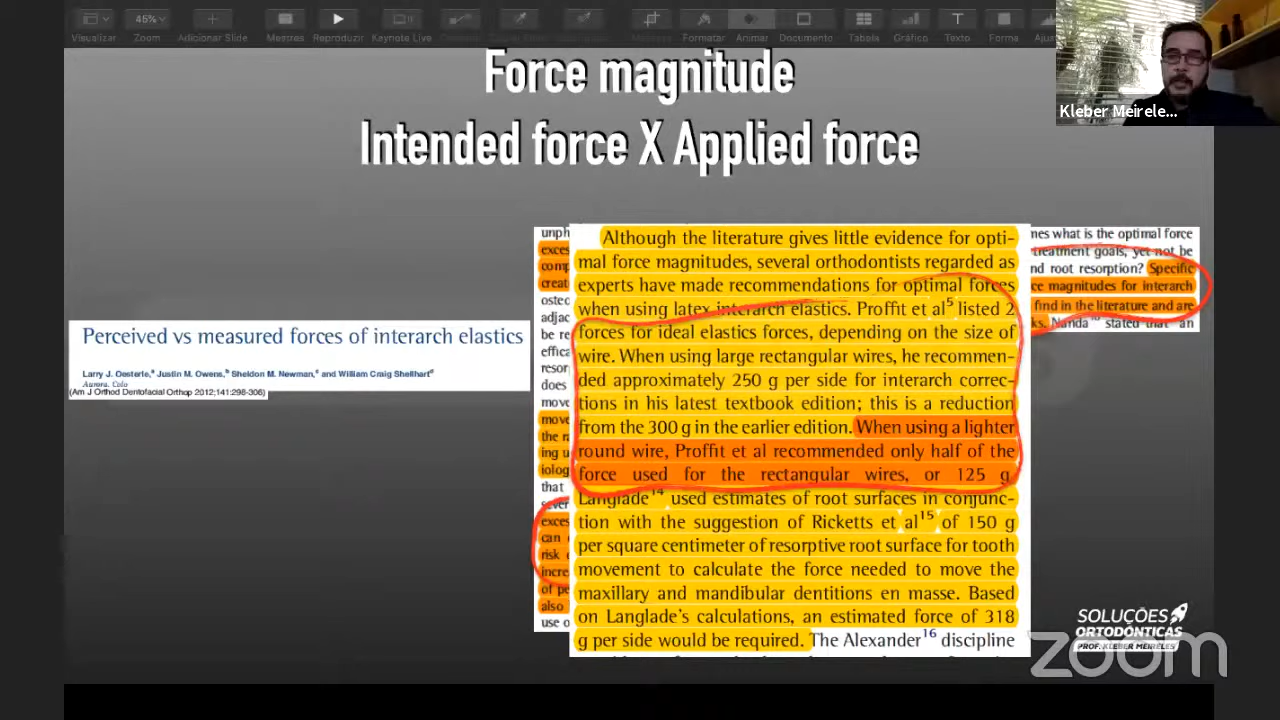 45%
Visualizar
Zoom
Adicionar Slide
Mestras
Reproduzir
Keynote Live
Formatar
Animar
Documento
Tabela
Gráfico
Texto
Forma
Kleber Meirele...
Force magnitude
Intended force X Applied force
Perceived vs measured forces of interarch elastics
Larry J. Oesterle,a Justin M. Owens,b Sheldon M. Newman,c and William Craig Shellhartd
Aurora, Colo
(Am J Orthod Dentofacial Orthop 2012;141:298-306)
Although the literature gives little evidence for opti-
mal force magnitudes, several orthodontists regarded as
experts have made recommendations for optimal forces
when using latex interarch elastics. Proffit et al5 listed 2
forces for ideal elastics forces, depending on the size of
wire. When using large rectangular wires, he recommen-
ded approximately 250 g per side for interarch correc-
tions in his latest textbook edition; this is a reduction
from the 300 g in the earlier edition. When using a lighter
round wire, Proffit et al recommended only half of the
force used for the rectangular wires, or 125 g.
Langlade14 used estimates of root surfaces in conjunc-
tion with the suggestion of Ricketts et al15 of 150 g
per square centimeter of resorptive root surface for tooth
movement to calculate the force needed to move the
maxillary and mandibular dentitions en masse. Based
on Langlade's calculations, an estimated force of 318
g per side would be required. The Alexander16 discipline
what is the optimal force
treatment goals, yet not be
root resorption? Specific
magnitudes for interarch
find in the literature and are
Nanda stated that an
SOLUÇÕES
ORTODÔNTICAS
PROF. KLEBER MEIRELES
zoom